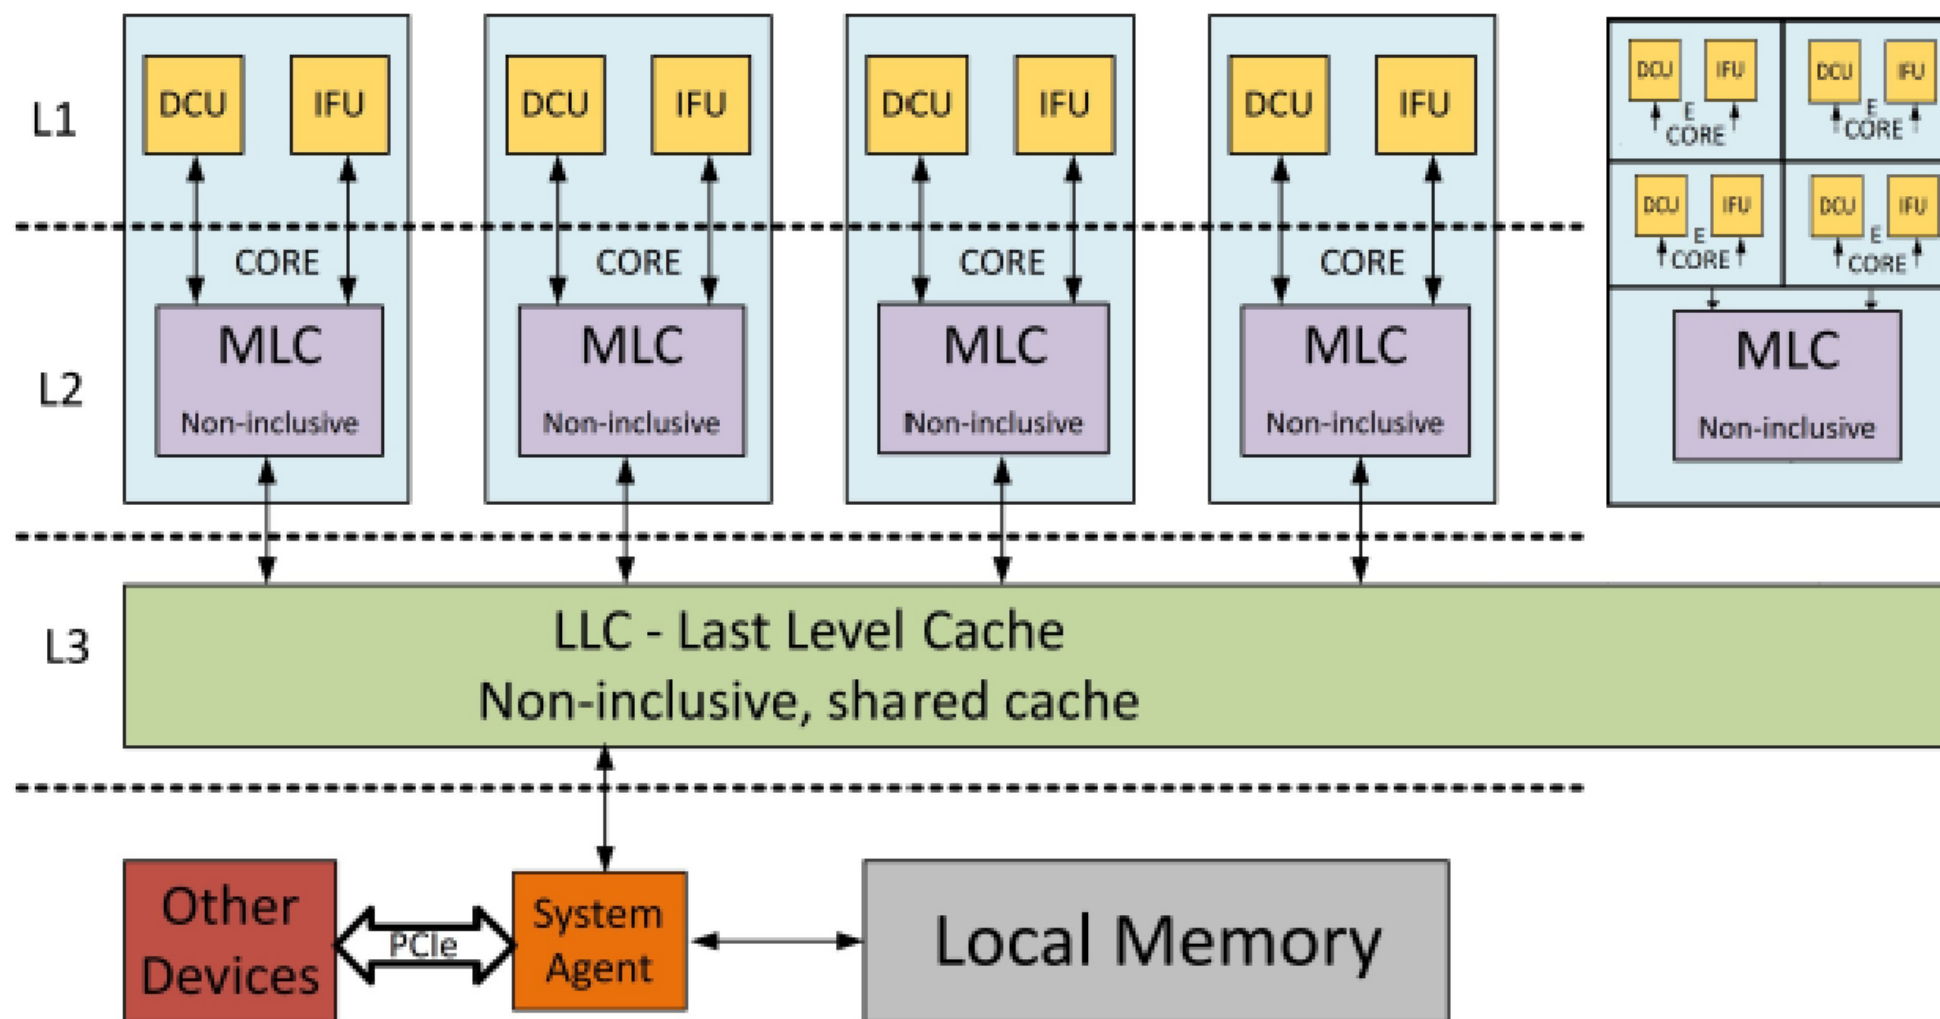 L1
DCU IFU
CORE
MLC
Non-inclusive
DCU IFU
CORE
MLC
Non-inclusive
DCU IFU
CORE
MLC
Non-inclusive
DCU IFU
CORE
MLC
Non-inclusive
DCU IFU
E
CORE
DCU IFU
E
CORE
DCU IFU
E
CORE
DCU IFU
E
CORE
MLC
Non-inclusive
L2
L3
LLC - Last Level Cache
Non-inclusive, shared cache
Other
Devices
PCIe
System
Agent
Local Memory